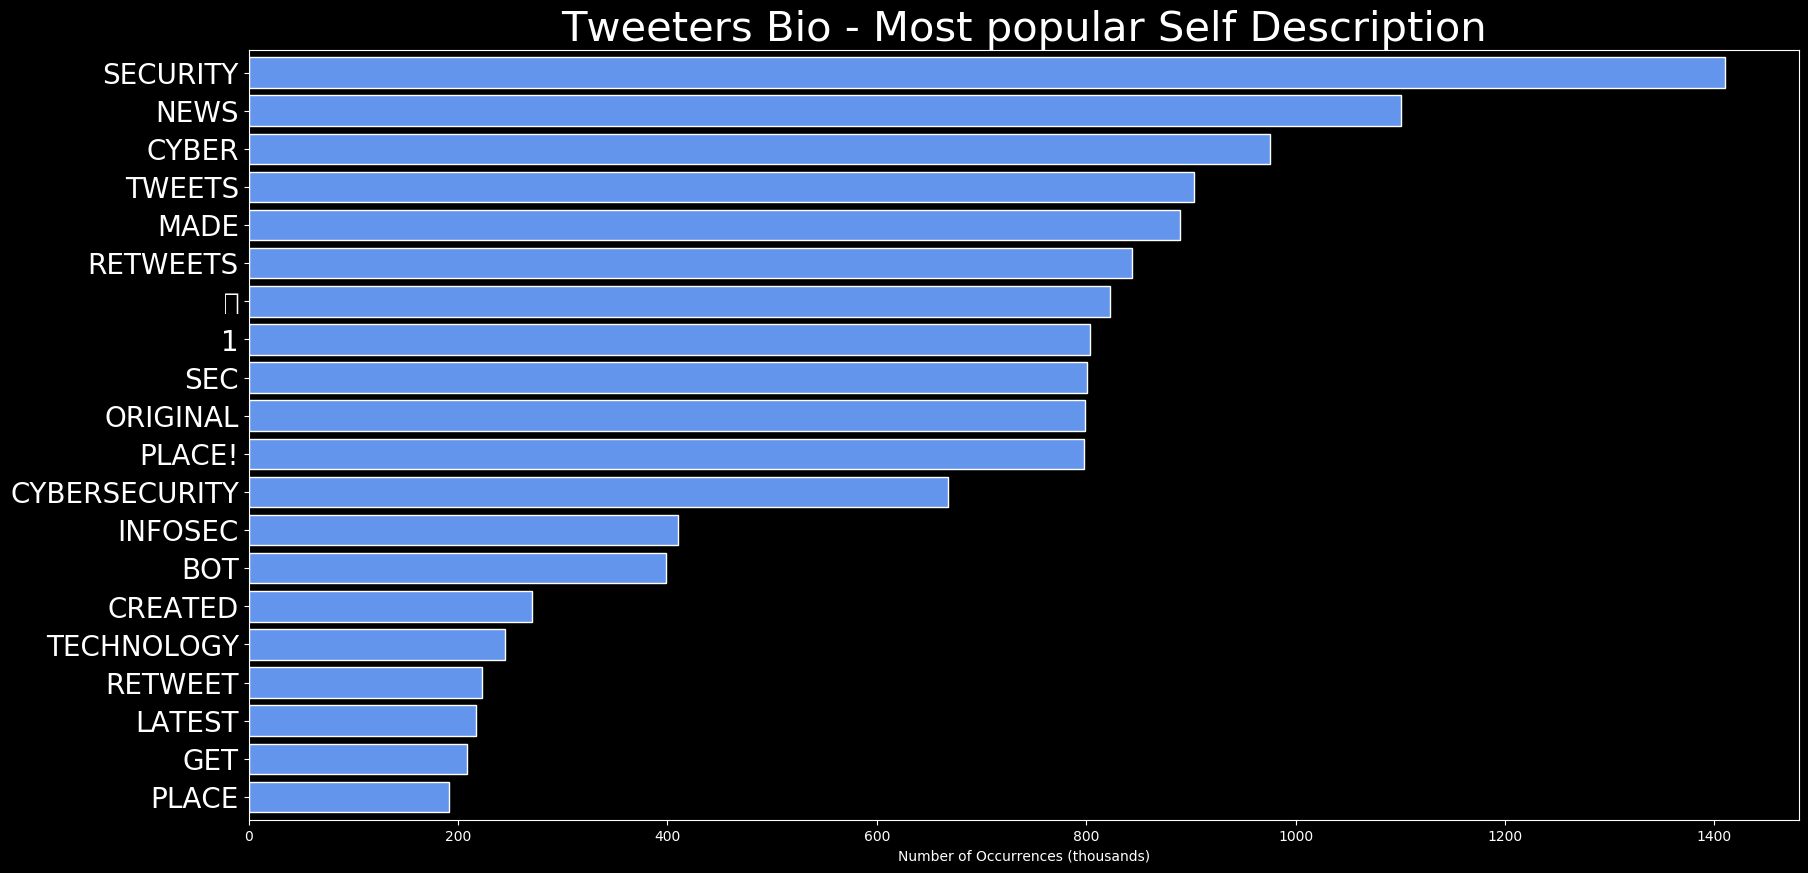 Tweeters Bio - Most popular Self Description
SECURITY
NEWS
CYBER
TWEETS
MADE
RETWEETS
1
SEC
ORIGINAL
PLACE!
CYBERSECURITY
INFOSEC
BOT
CREATED
TECHNOLOGY
RETWEET
LATEST
GET
PLACE
0 200 400 600 800 1000 1200 1400
Number of Occurrences (thousands)